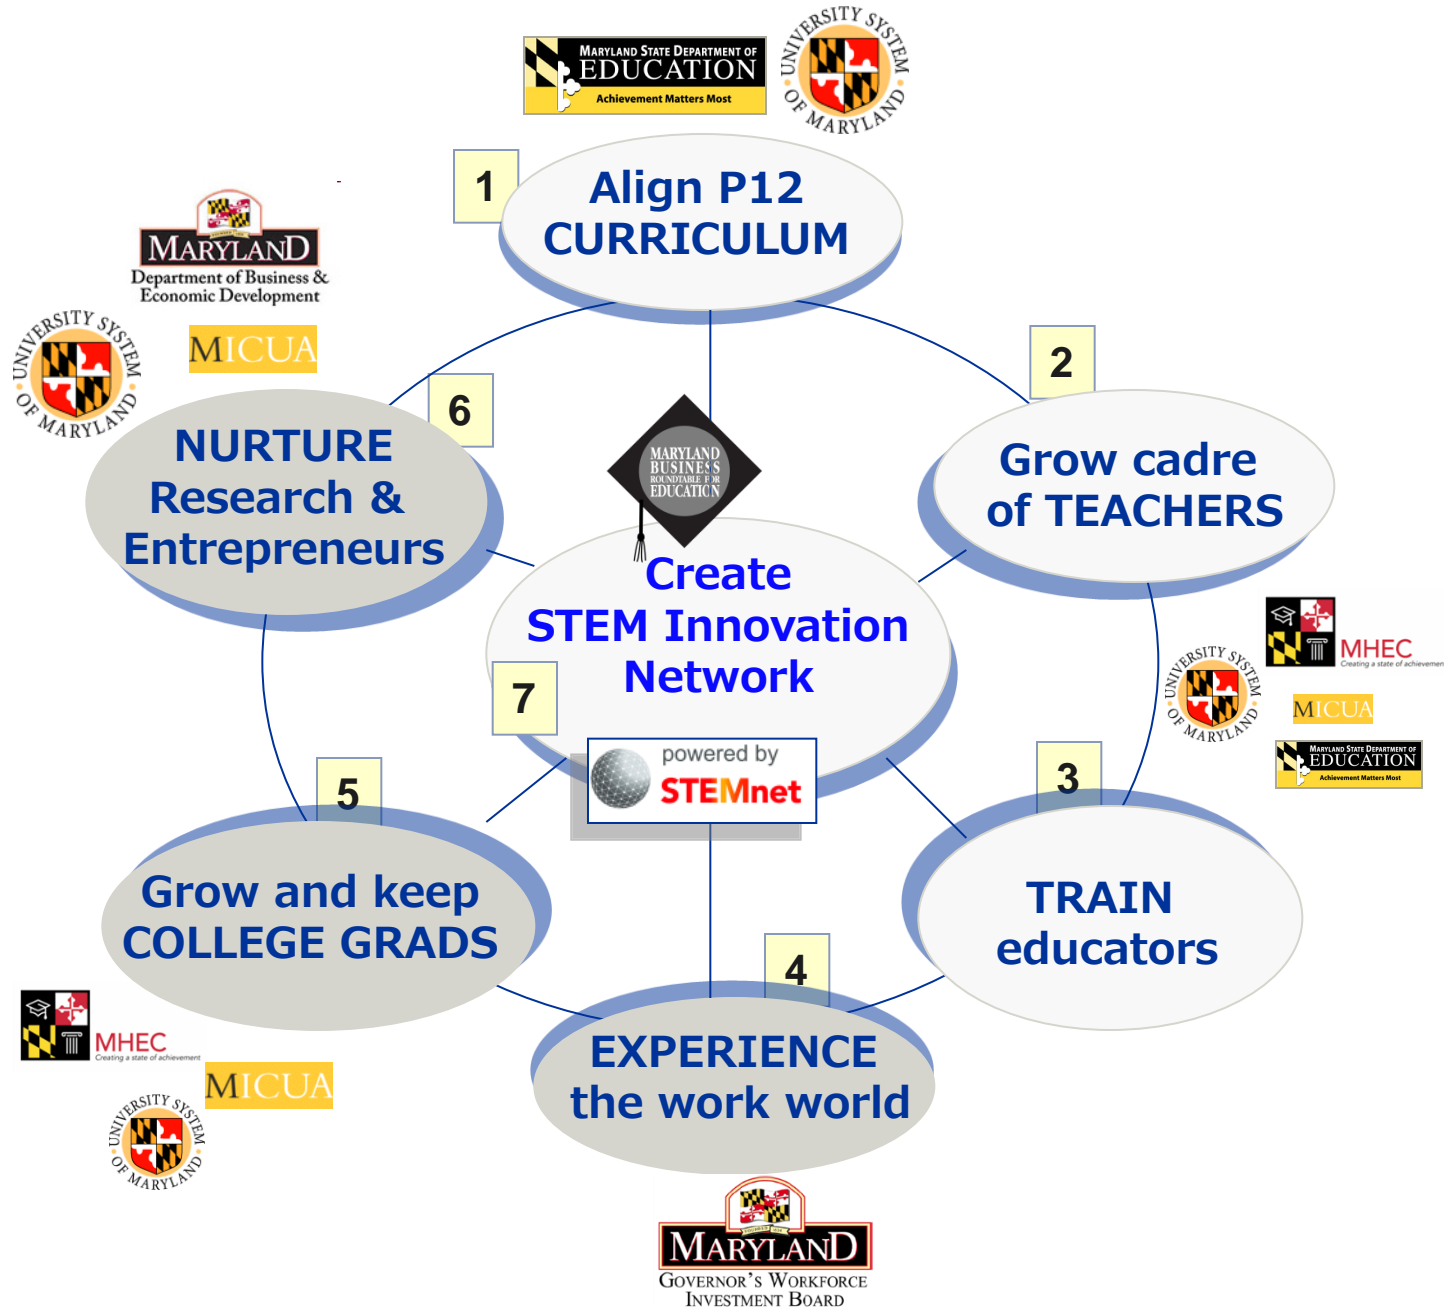 MARYLAND STATE DEPARTMENT OF
EDUCATION
Achievement Matters Most
UNIVERSITY SYSTEM
OF MARYLAND
1
Align P12
CURRICULUM
MARYLAND
Department of Business &
Economic Development
UNIVERSITY SYSTEM
OF MARYLAND
MICUA
2
Grow cadre
of TEACHERS
6
NURTURE
Research &
Entrepreneurs
MARYLAND
BUSINESS
ROUNDTABLE FOR
EDUCATION
Create
STEM Innovation
Network
7
powered by
STEMnet
MHEC
Creating a state of achievemen
UNIVERSITY SYSTEM
OF MARYLAND
MICUA
MARYLAND STATE DEPARTMENT OF
EDUCATION
Achievement Matters Most
3
TRAIN
educators
5
Grow and keep
COLLEGE GRADS
4
EXPERIENCE
the work world
MHEC
Creating a state of achievement
MICUA
UNIVERSITY SYSTEM
OF MARYLAND
MARYLAND
GOVERNOR'S WORKFORCE
INVESTMENT BOARD